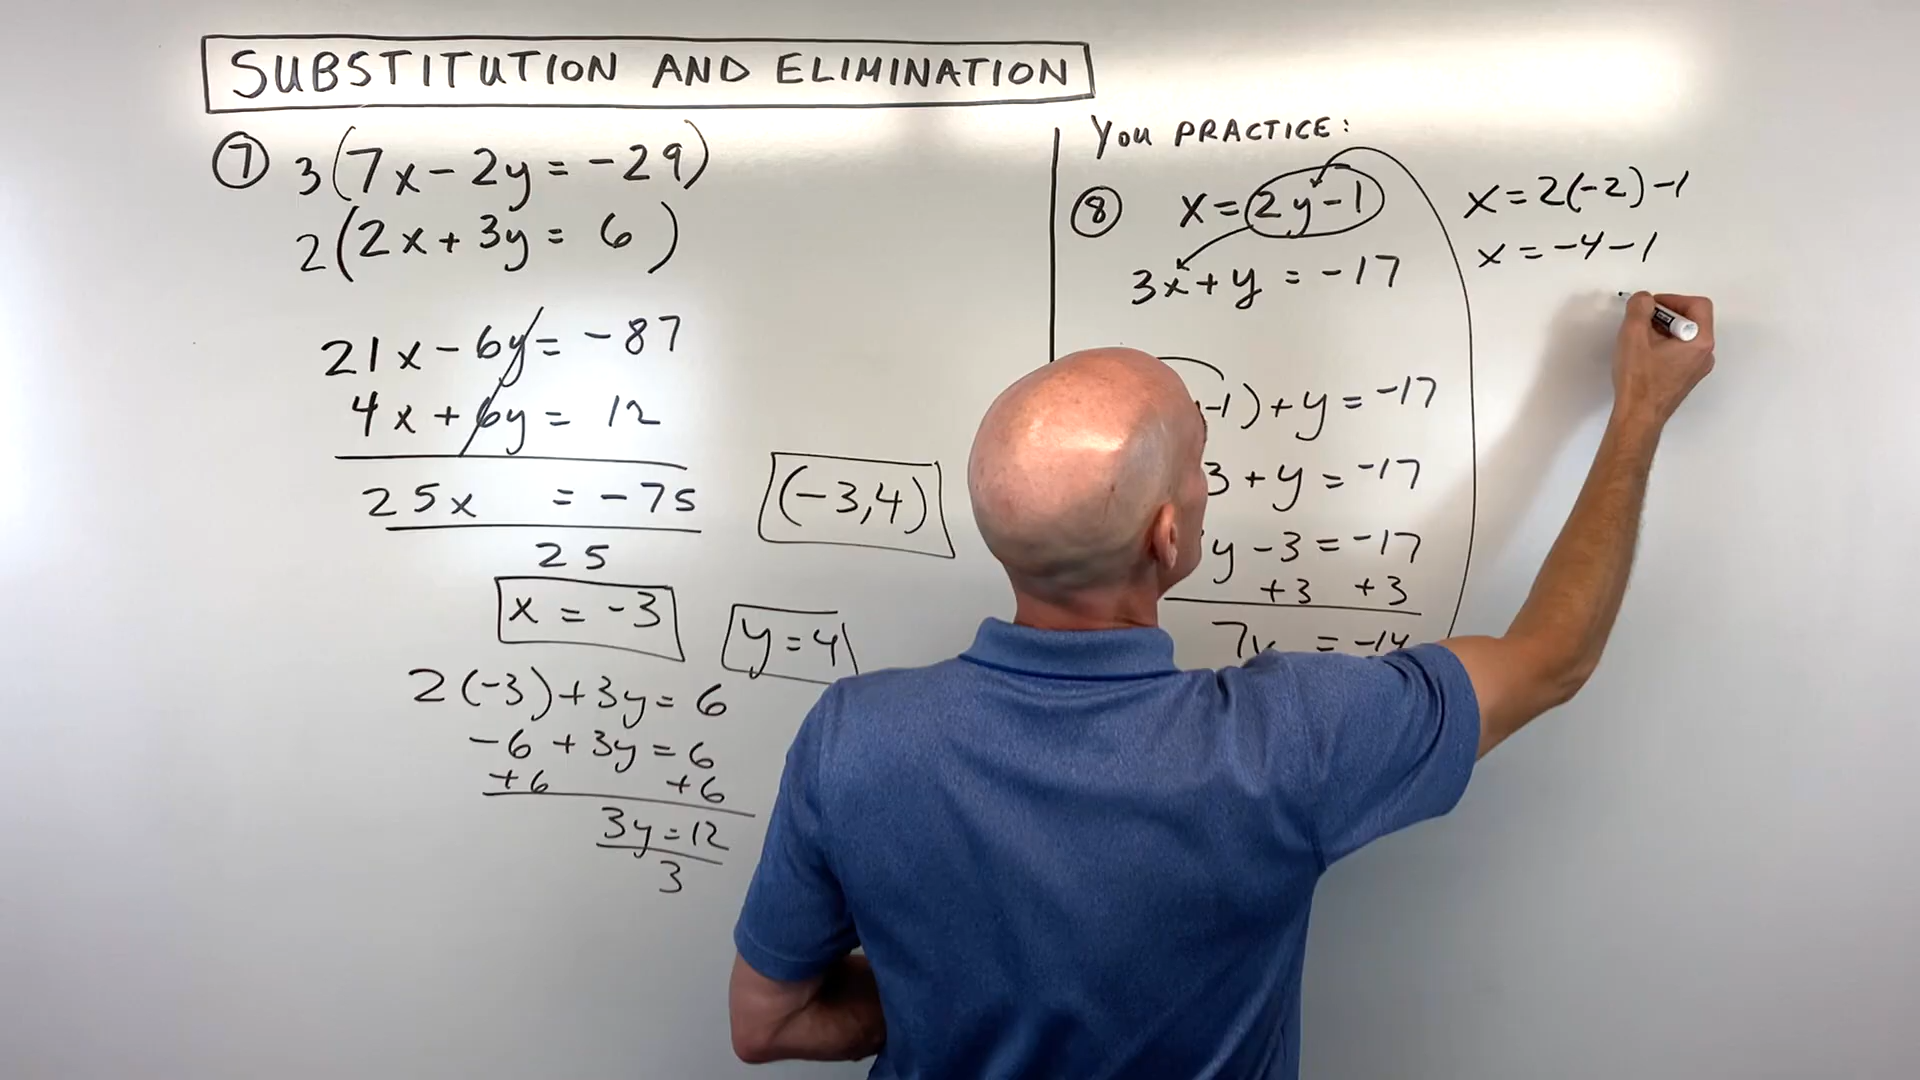 SUBSTITUTION AND ELIMINATION
⑦ 3(7x - 2y = -29)
2(2x + 3y = 6)
21x - 6y = -87
4x + 6y = 12
25x = -75
25
x = -3
y = 4
(-3,4)
2(-3) + 3y = 6
-6 + 3y = 6
+6 +6
3y = 12
3
You PRACTICE:
⑧ x = 2y - 1
3x + y = -17
-1) + y = -17
3 + y = -17
y - 3 = -17
+3 +3
7y = -14
x = 2(-2) - 1
x = -4 - 1